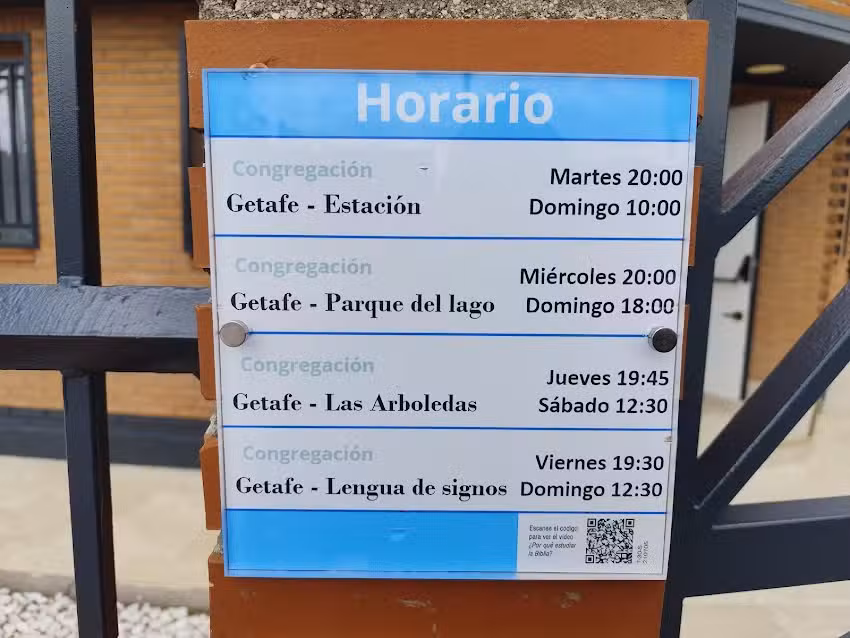 Horario
Congregación
Martes 20:00
Getafe - Estación
Domingo 10:00
Congregación
Miércoles 20:00
Getafe - Parque del lago
Domingo 18:00
Congregación
Jueves 19:45
Getafe - Las Arboledas
Sábado 12:30
Congregación
Viernes 19:30
Getafe - Lengua de signos
Domingo 12:30
Escanee el código
para ver el video
¿Por qué estudiar
la Biblia?